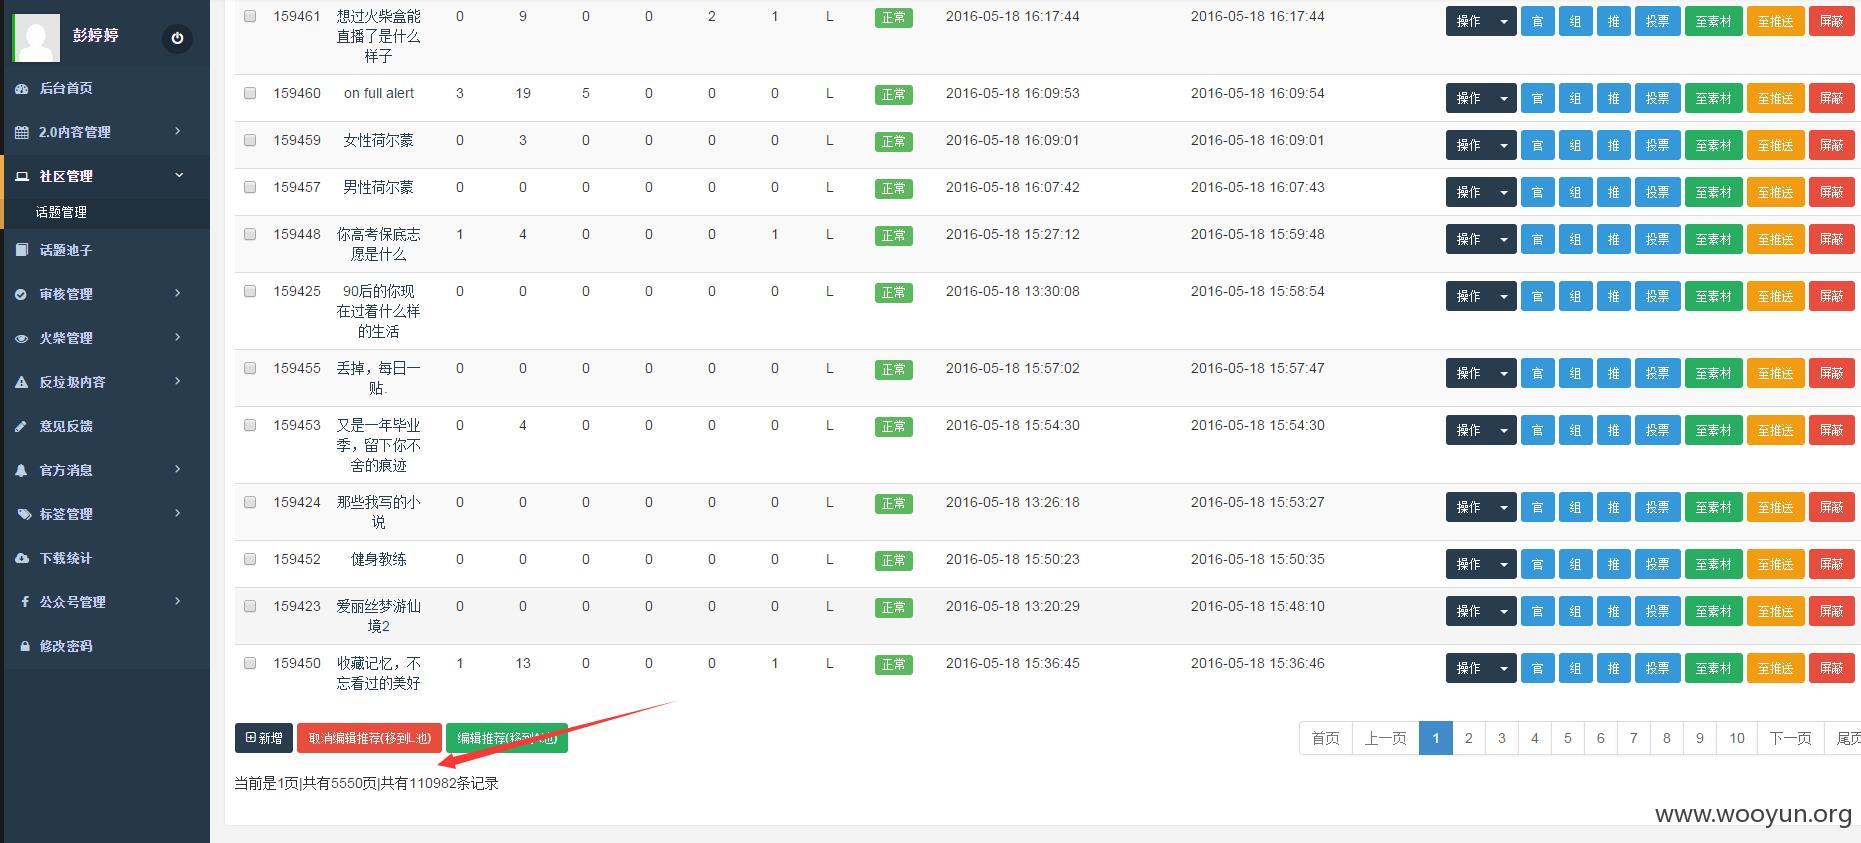 彭婷婷
后台首页
2.0内容管理
社区管理
话题管理
话题池子
审核管理
火柴管理
反垃圾内容
意见反馈
官方消息
标签管理
下载统计
公众号管理
修改密码
159461 想过火柴盒能 0 9 0 0 2 1 L 正常 2016-05-18 16:17:44 2016-05-18 16:17:44 操作 官 组 推 投票 至素材 至推送 屏蔽
直播了是什么
样子
159460 on full alert 3 19 5 0 0 0 L 正常 2016-05-18 16:09:53 2016-05-18 16:09:54 操作 官 组 推 投票 至素材 至推送 屏蔽
159459 女性荷尔蒙 0 3 0 0 0 0 L 正常 2016-05-18 16:09:01 2016-05-18 16:09:01 操作 官 组 推 投票 至素材 至推送 屏蔽
159457 男性荷尔蒙 0 0 0 0 0 0 L 正常 2016-05-18 16:07:42 2016-05-18 16:07:43 操作 官 组 推 投票 至素材 至推送 屏蔽
159448 你高考保底志 1 4 0 0 0 1 L 正常 2016-05-18 15:27:12 2016-05-18 15:59:48 操作 官 组 推 投票 至素材 至推送 屏蔽
愿是什么
159425 90后的你现 0 0 0 0 0 0 L 正常 2016-05-18 13:30:08 2016-05-18 15:58:54 操作 官 组 推 投票 至素材 至推送 屏蔽
在过着什么样
的生活
159455 丢掉，每日一 0 0 0 0 0 0 L 正常 2016-05-18 15:57:02 2016-05-18 15:57:47 操作 官 组 推 投票 至素材 至推送 屏蔽
贴.
159453 又是一年毕业 0 4 0 0 0 0 L 正常 2016-05-18 15:54:30 2016-05-18 15:54:30 操作 官 组 推 投票 至素材 至推送 屏蔽
季，留下你不
舍的痕迹
159424 那些我写的小 0 0 0 0 0 0 L 正常 2016-05-18 13:26:18 2016-05-18 15:53:27 操作 官 组 推 投票 至素材 至推送 屏蔽
说
159452 健身教练 0 0 0 0 0 0 L 正常 2016-05-18 15:50:23 2016-05-18 15:50:35 操作 官 组 推 投票 至素材 至推送 屏蔽
159423 爱丽丝梦游仙 0 0 0 0 0 0 L 正常 2016-05-18 13:20:29 2016-05-18 15:48:10 操作 官 组 推 投票 至素材 至推送 屏蔽
境2
159450 收藏记忆，不 1 13 0 0 0 1 L 正常 2016-05-18 15:36:45 2016-05-18 15:36:46 操作 官 组 推 投票 至素材 至推送 屏蔽
忘看过的美好
新增 取消编辑推荐(移到L池) 编辑推荐(移到 池) 首页 上一页 1 2 3 4 5 6 7 8 9 10 下一页 尾页
当前是1页|共有5550页|共有110982条记录
www.wooyun.org